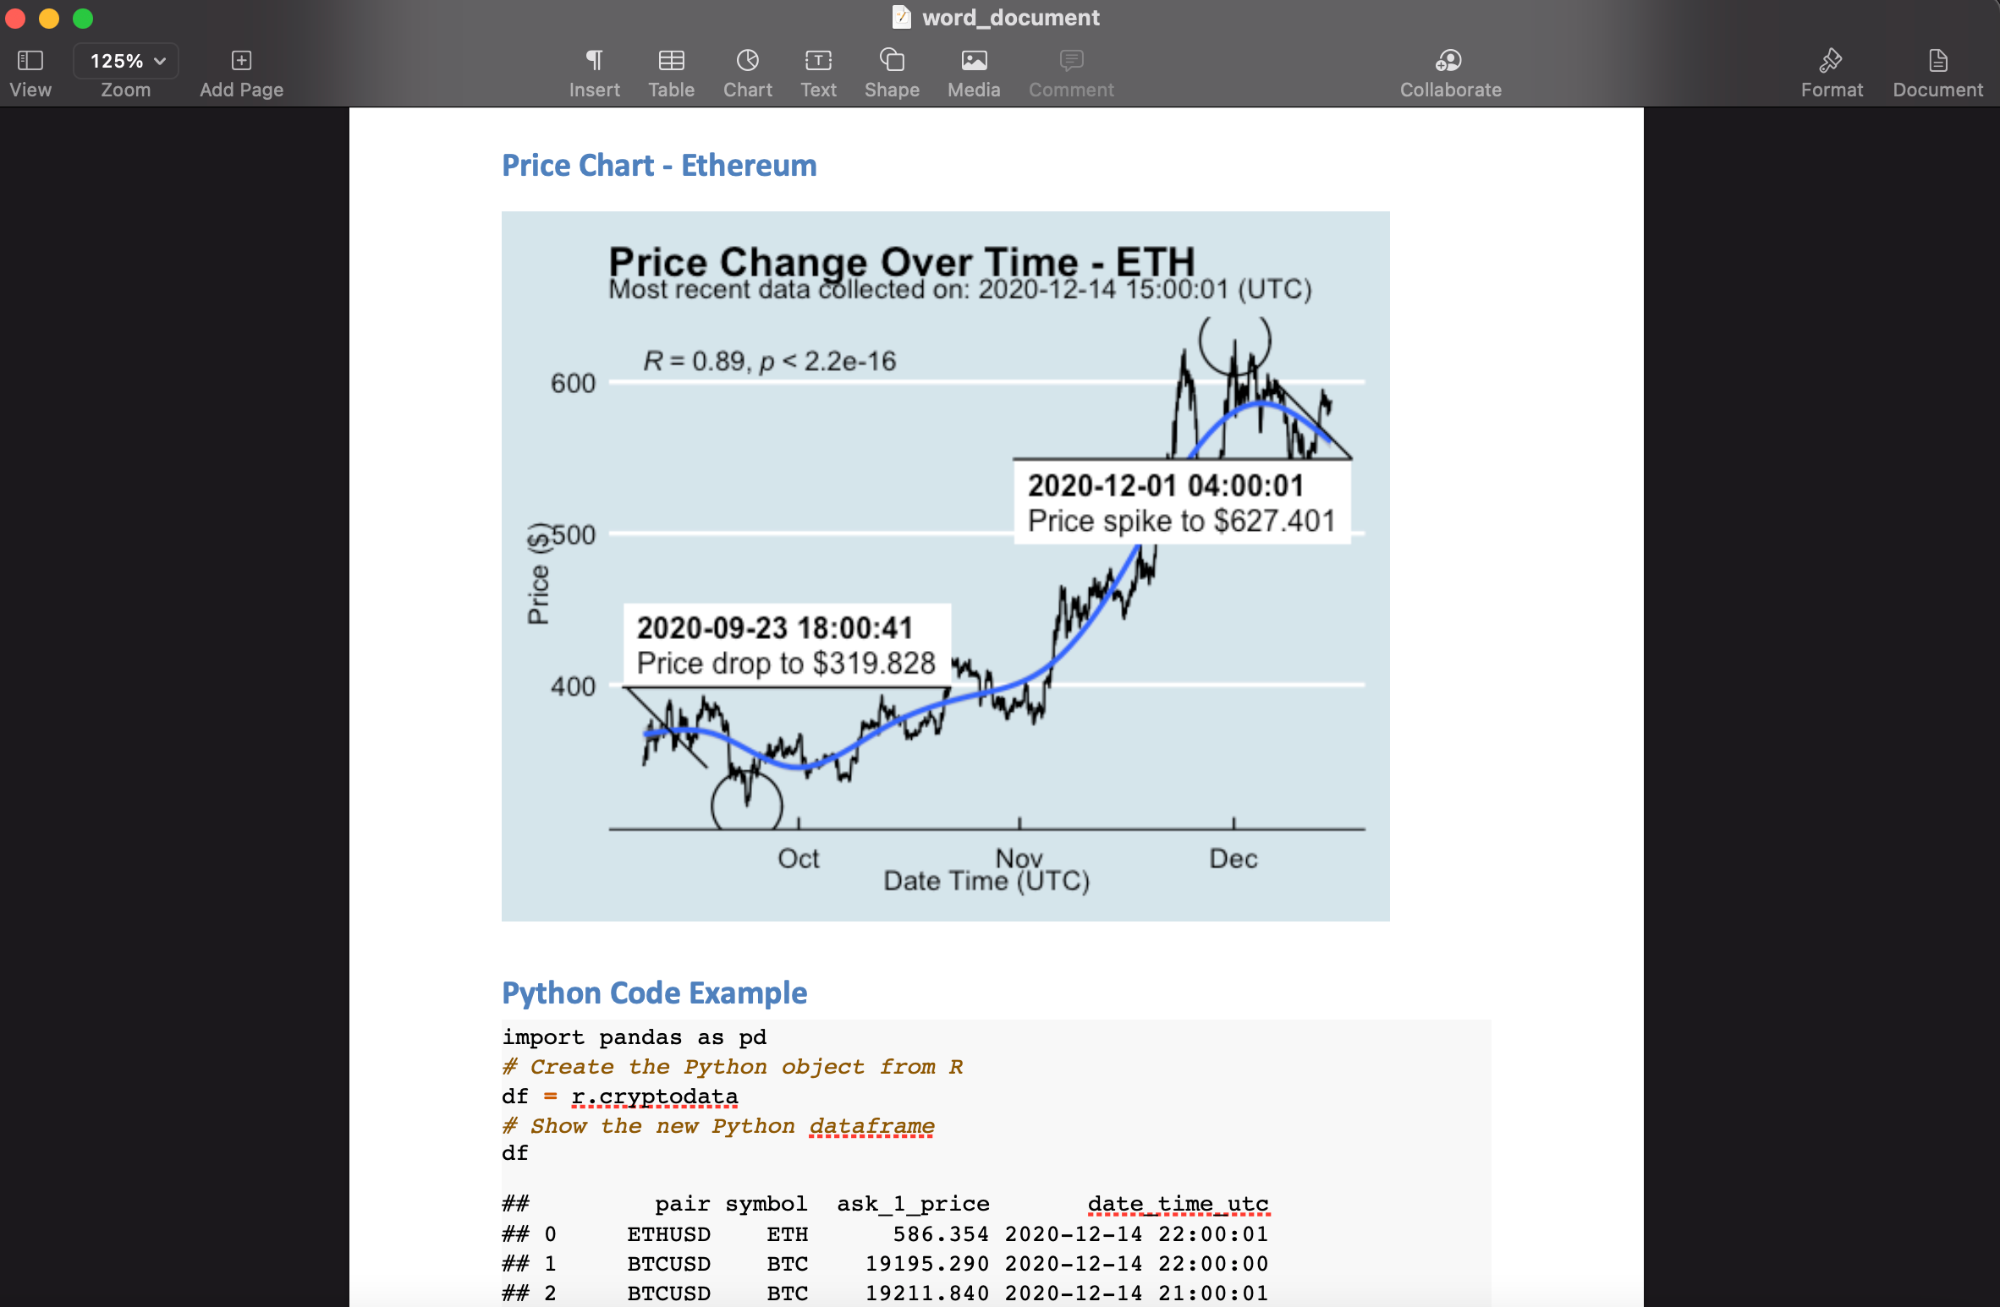 word_document
125%
View
Zoom
Add Page
Insert
Table
Chart
Text
Shape
Media
Comment
Collaborate
Format
Document
Price Chart - Ethereum
Price Change Over Time - ETH
Most recent data collected on: 2020-12-14 15:00:01 (UTC)
R = 0.89, p < 2.2e-16
600
500
400
Price ($)
2020-12-01 04:00:01
Price spike to $627.401
2020-09-23 18:00:41
Price drop to $319.828
Oct
Nov
Dec
Date Time (UTC)
Python Code Example
import pandas as pd
# Create the Python object from R
df = r.cryptodata
# Show the new Python dataframe
df
## pair symbol ask_1_price date_time_utc
## 0 ETHUSD ETH 586.354 2020-12-14 22:00:01
## 1 BTCUSD BTC 19195.290 2020-12-14 22:00:00
## 2 BTCUSD BTC 19211.840 2020-12-14 21:00:01